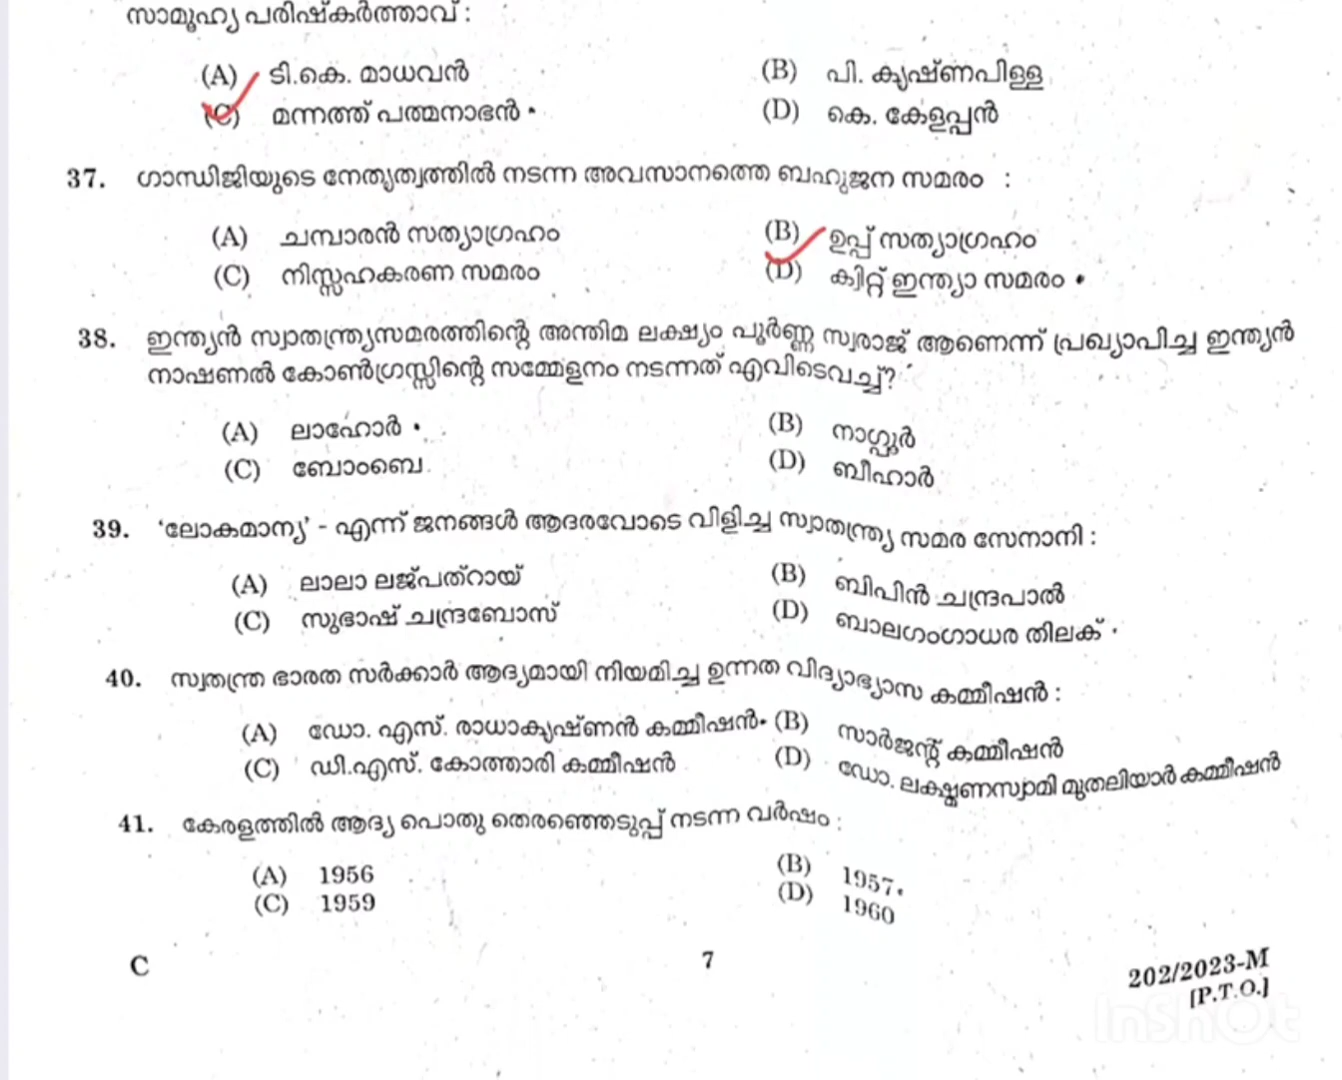 സാമൂഹ്യ പരിഷ്കർത്താവ് :
(A) ടി.കെ. മാധവൻ (B) പി. കൃഷ്ണപിള്ള
(C) മന്നത്ത് പത്മനാഭൻ (D) കെ. കേളപ്പൻ
37. ഗാന്ധിജിയുടെ നേതൃത്വത്തിൽ നടന്ന അവസാനത്തെ ബഹുജന സമരം :
(A) ചമ്പാരൻ സത്യാഗ്രഹം (B) ഉപ്പ് സത്യാഗ്രഹം
(C) നിസ്സഹകരണ സമരം (D) ക്വിറ്റ് ഇന്ത്യാ സമരം
38. ഇന്ത്യൻ സ്വാതന്ത്ര്യസമരത്തിന്റെ അന്തിമ ലക്ഷ്യം പൂർണ്ണ സ്വരാജ് ആണെന്ന് പ്രഖ്യാപിച്ച ഇന്ത്യൻ
നാഷണൽ കോൺഗ്രസ്സിന്റെ സമ്മേളനം നടന്നത് എവിടെവച്ച്?
(A) ലാഹോർ (B) നാഗ്പൂർ
(C) ബോംബെ (D) ബീഹാർ
39. 'ലോകമാന്യ' - എന്ന് ജനങ്ങൾ ആദരവോടെ വിളിച്ച സ്വാതന്ത്ര്യ സമര സേനാനി :
(A) ലാലാ ലജ്പത്റായ് (B) ബിപിൻ ചന്ദ്രപാൽ
(C) സുഭാഷ് ചന്ദ്രബോസ് (D) ബാലഗംഗാധര തിലക്
40. സ്വതന്ത്ര ഭാരത സർക്കാർ ആദ്യമായി നിയമിച്ച ഉന്നത വിദ്യാഭ്യാസ കമ്മീഷൻ :
(A) ഡോ. എസ്. രാധാകൃഷ്ണൻ കമ്മീഷൻ (B) സാർജന്റ് കമ്മീഷൻ
(C) ഡി.എസ്. കോത്താരി കമ്മീഷൻ (D) ഡോ. ലക്ഷ്മണസ്വാമി മുതലിയാർ കമ്മീഷൻ
41. കേരളത്തിൽ ആദ്യ പൊതു തെരഞ്ഞെടുപ്പ് നടന്ന വർഷം :
(A) 1956 (B) 1957
(C) 1959 (D) 1960
C 7 202/2023-M
[P.T.O.]
InShOt